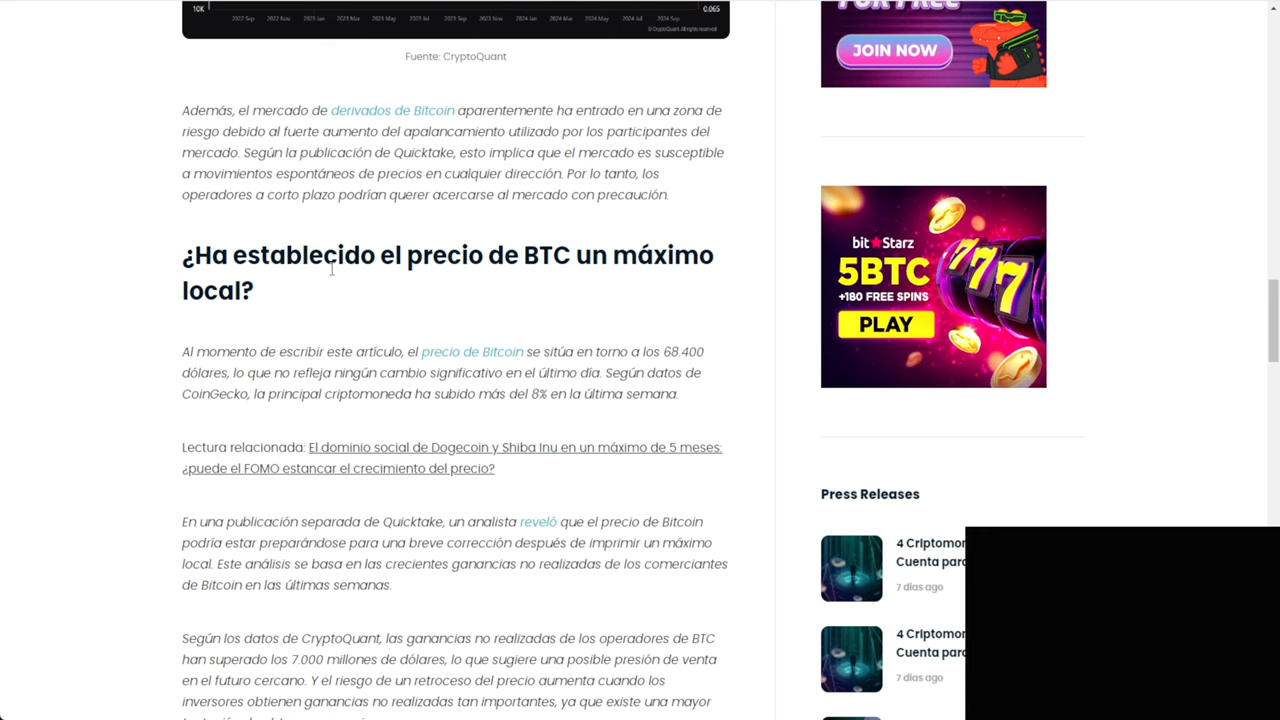 10K
0.065
2022 Sep 2022 Nov 2023 Jan 2023 Mar 2023 May 2023 Jul 2023 Sep 2023 Nov 2024 Jan 2024 Mar 2024 May 2024 Jul 2024 Sep
© CryptoQuant. All rights reserved
Fuente: CryptoQuant
Además, el mercado de derivados de Bitcoin aparentemente ha entrado en una zona de
riesgo debido al fuerte aumento del apalancamiento utilizado por los participantes del
mercado. Según la publicación de Quicktake, esto implica que el mercado es susceptible
a movimientos espontáneos de precios en cualquier dirección. Por lo tanto, los
operadores a corto plazo podrían querer acercarse al mercado con precaución.
¿Ha establecido el precio de BTC un máximo
local?
Al momento de escribir este artículo, el precio de Bitcoin se sitúa en torno a los 68.400
dólares, lo que no refleja ningún cambio significativo en el último día. Según datos de
CoinGecko, la principal criptomoneda ha subido más del 8% en la última semana.
Lectura relacionada: El dominio social de Dogecoin y Shiba Inu en un máximo de 5 meses:
¿puede el FOMO estancar el crecimiento del precio?
En una publicación separada de Quicktake, un analista reveló que el precio de Bitcoin
podría estar preparándose para una breve corrección después de imprimir un máximo
local. Este análisis se basa en las crecientes ganancias no realizadas de los comerciantes
de Bitcoin en las últimas semanas.
Según los datos de CryptoQuant, las ganancias no realizadas de los operadores de BTC
han superado los 7.000 millones de dólares, lo que sugiere una posible presión de venta
en el futuro cercano. Y el riesgo de un retroceso del precio aumenta cuando los
inversores obtienen ganancias no realizadas tan importantes, ya que existe una mayor
FOR FREE
JOIN NOW
bit★Starz
5BTC
+180 FREE SPINS
PLAY
777
Press Releases
4 Criptomon
Cuenta para
7 días ago
4 Criptomon
Cuenta para
7 días ago